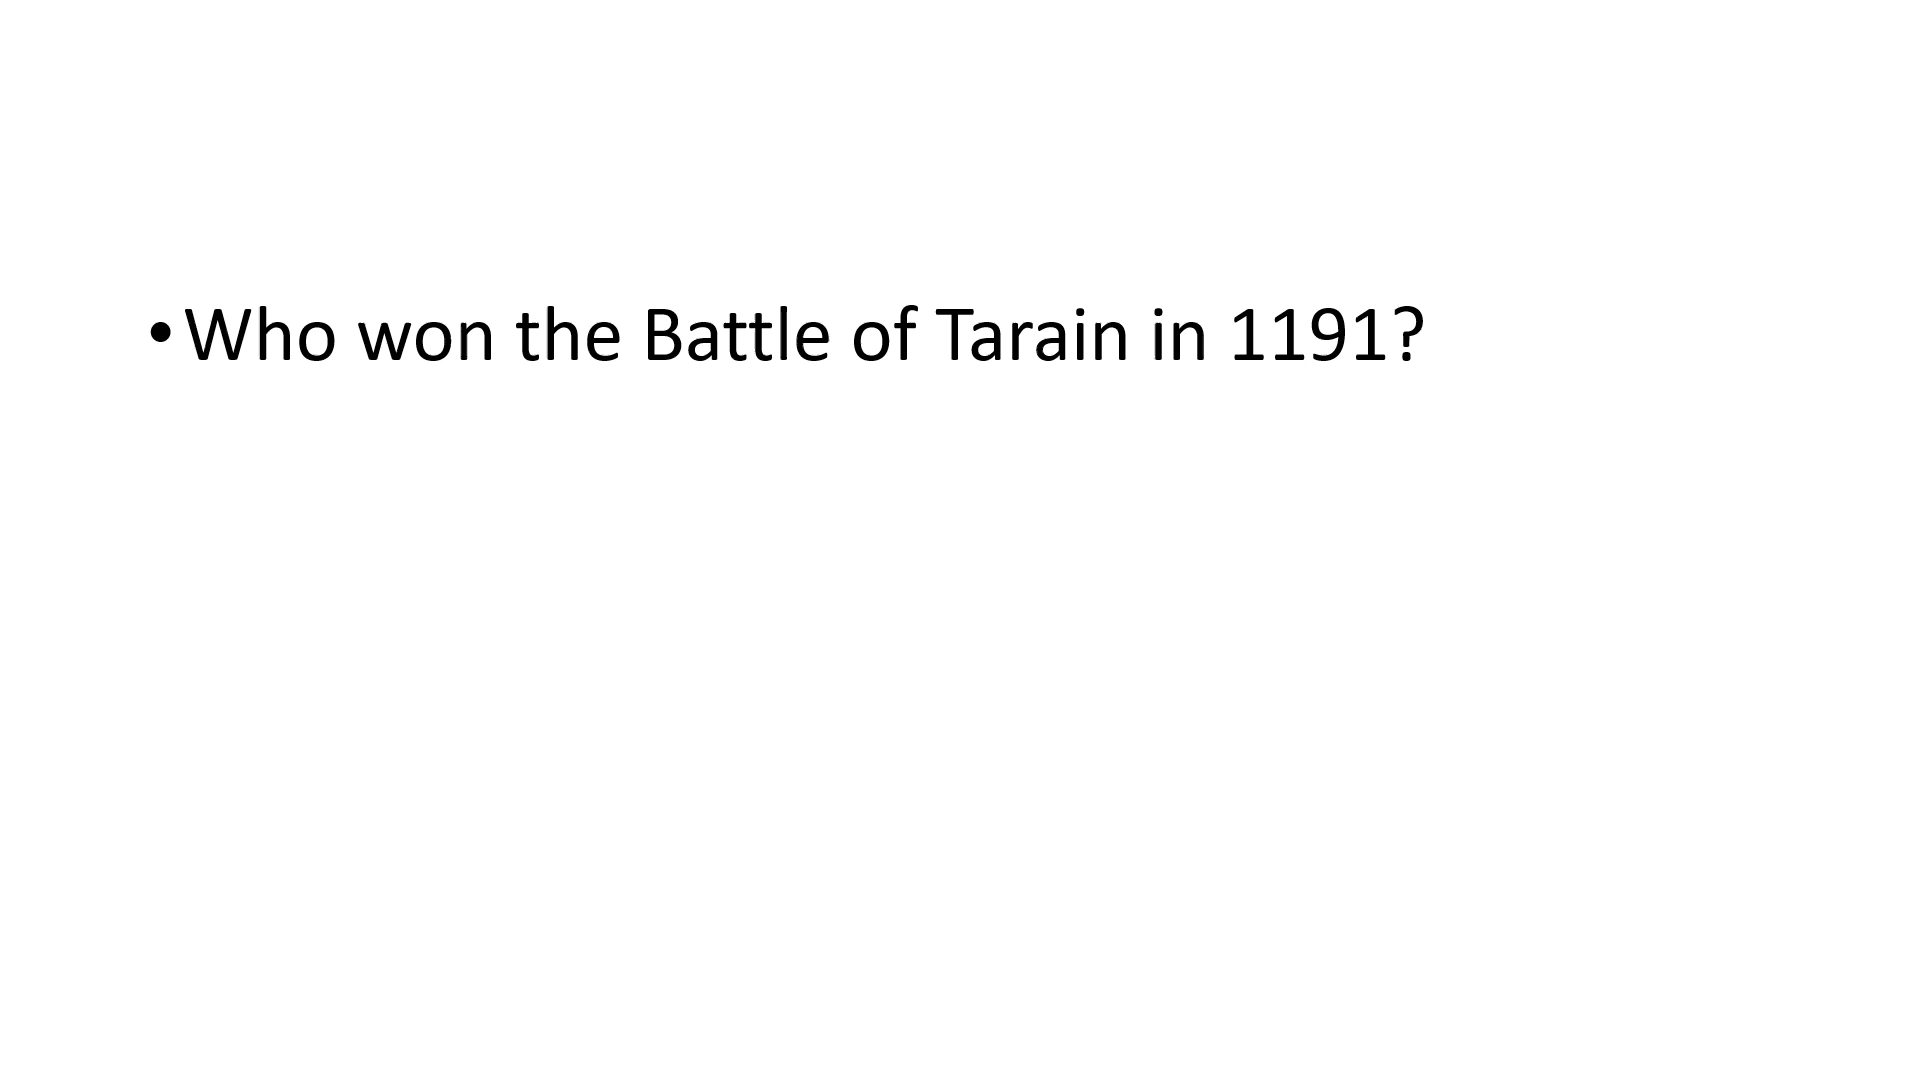 • Who won the Battle of Tarain in 1191?